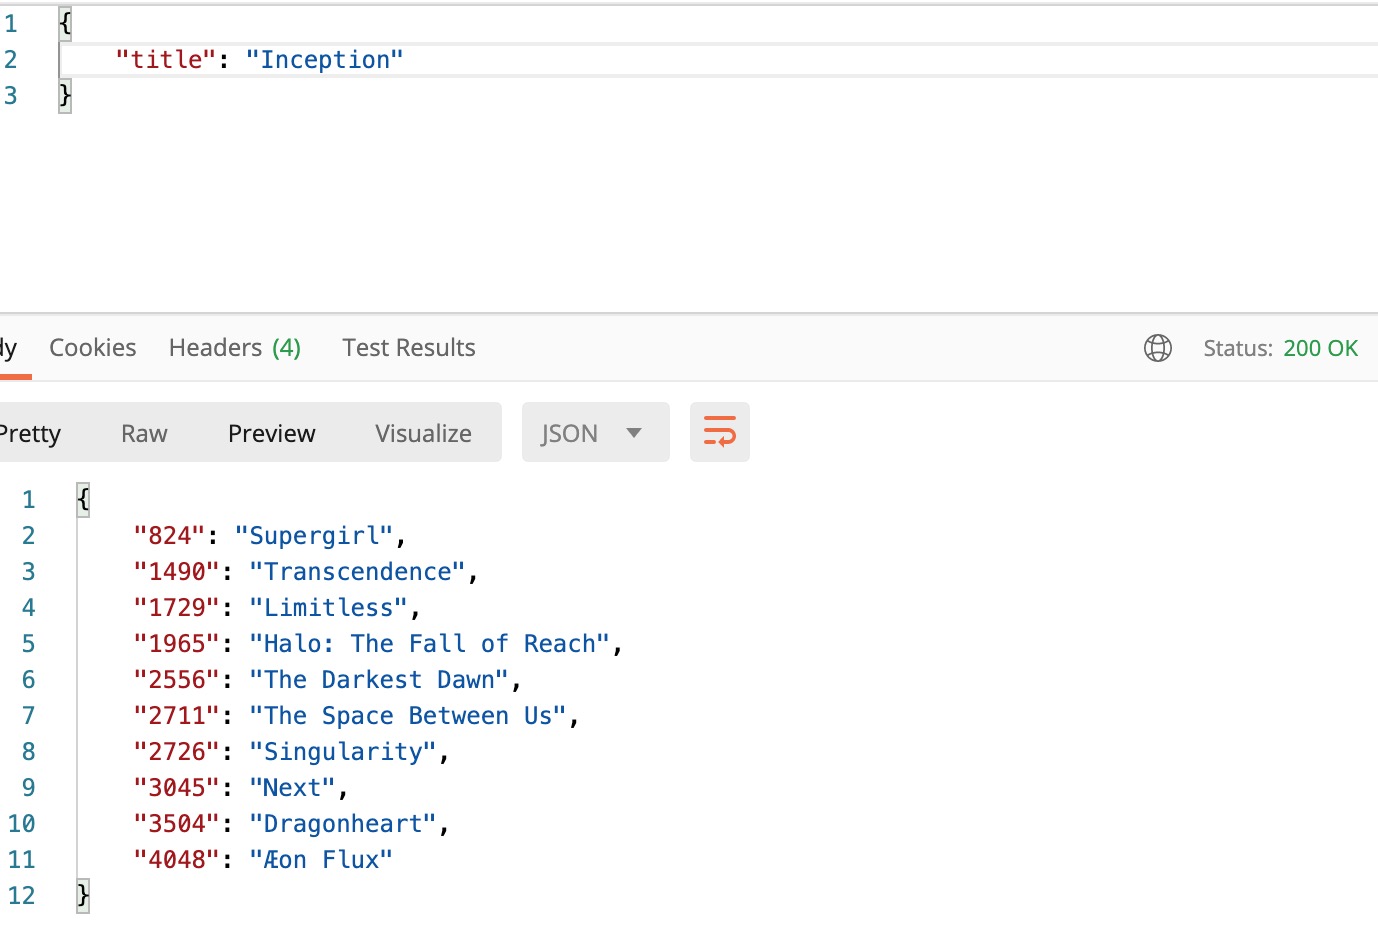 1 {
2 "title": "Inception"
3 }
dy Cookies Headers (4) Test Results Status: 200 OK
Pretty Raw Preview Visualize JSON
1 {
2 "824": "Supergirl",
3 "1490": "Transcendence",
4 "1729": "Limitless",
5 "1965": "Halo: The Fall of Reach",
6 "2556": "The Darkest Dawn",
7 "2711": "The Space Between Us",
8 "2726": "Singularity",
9 "3045": "Next",
10 "3504": "Dragonheart",
11 "4048": "Æon Flux"
12 }